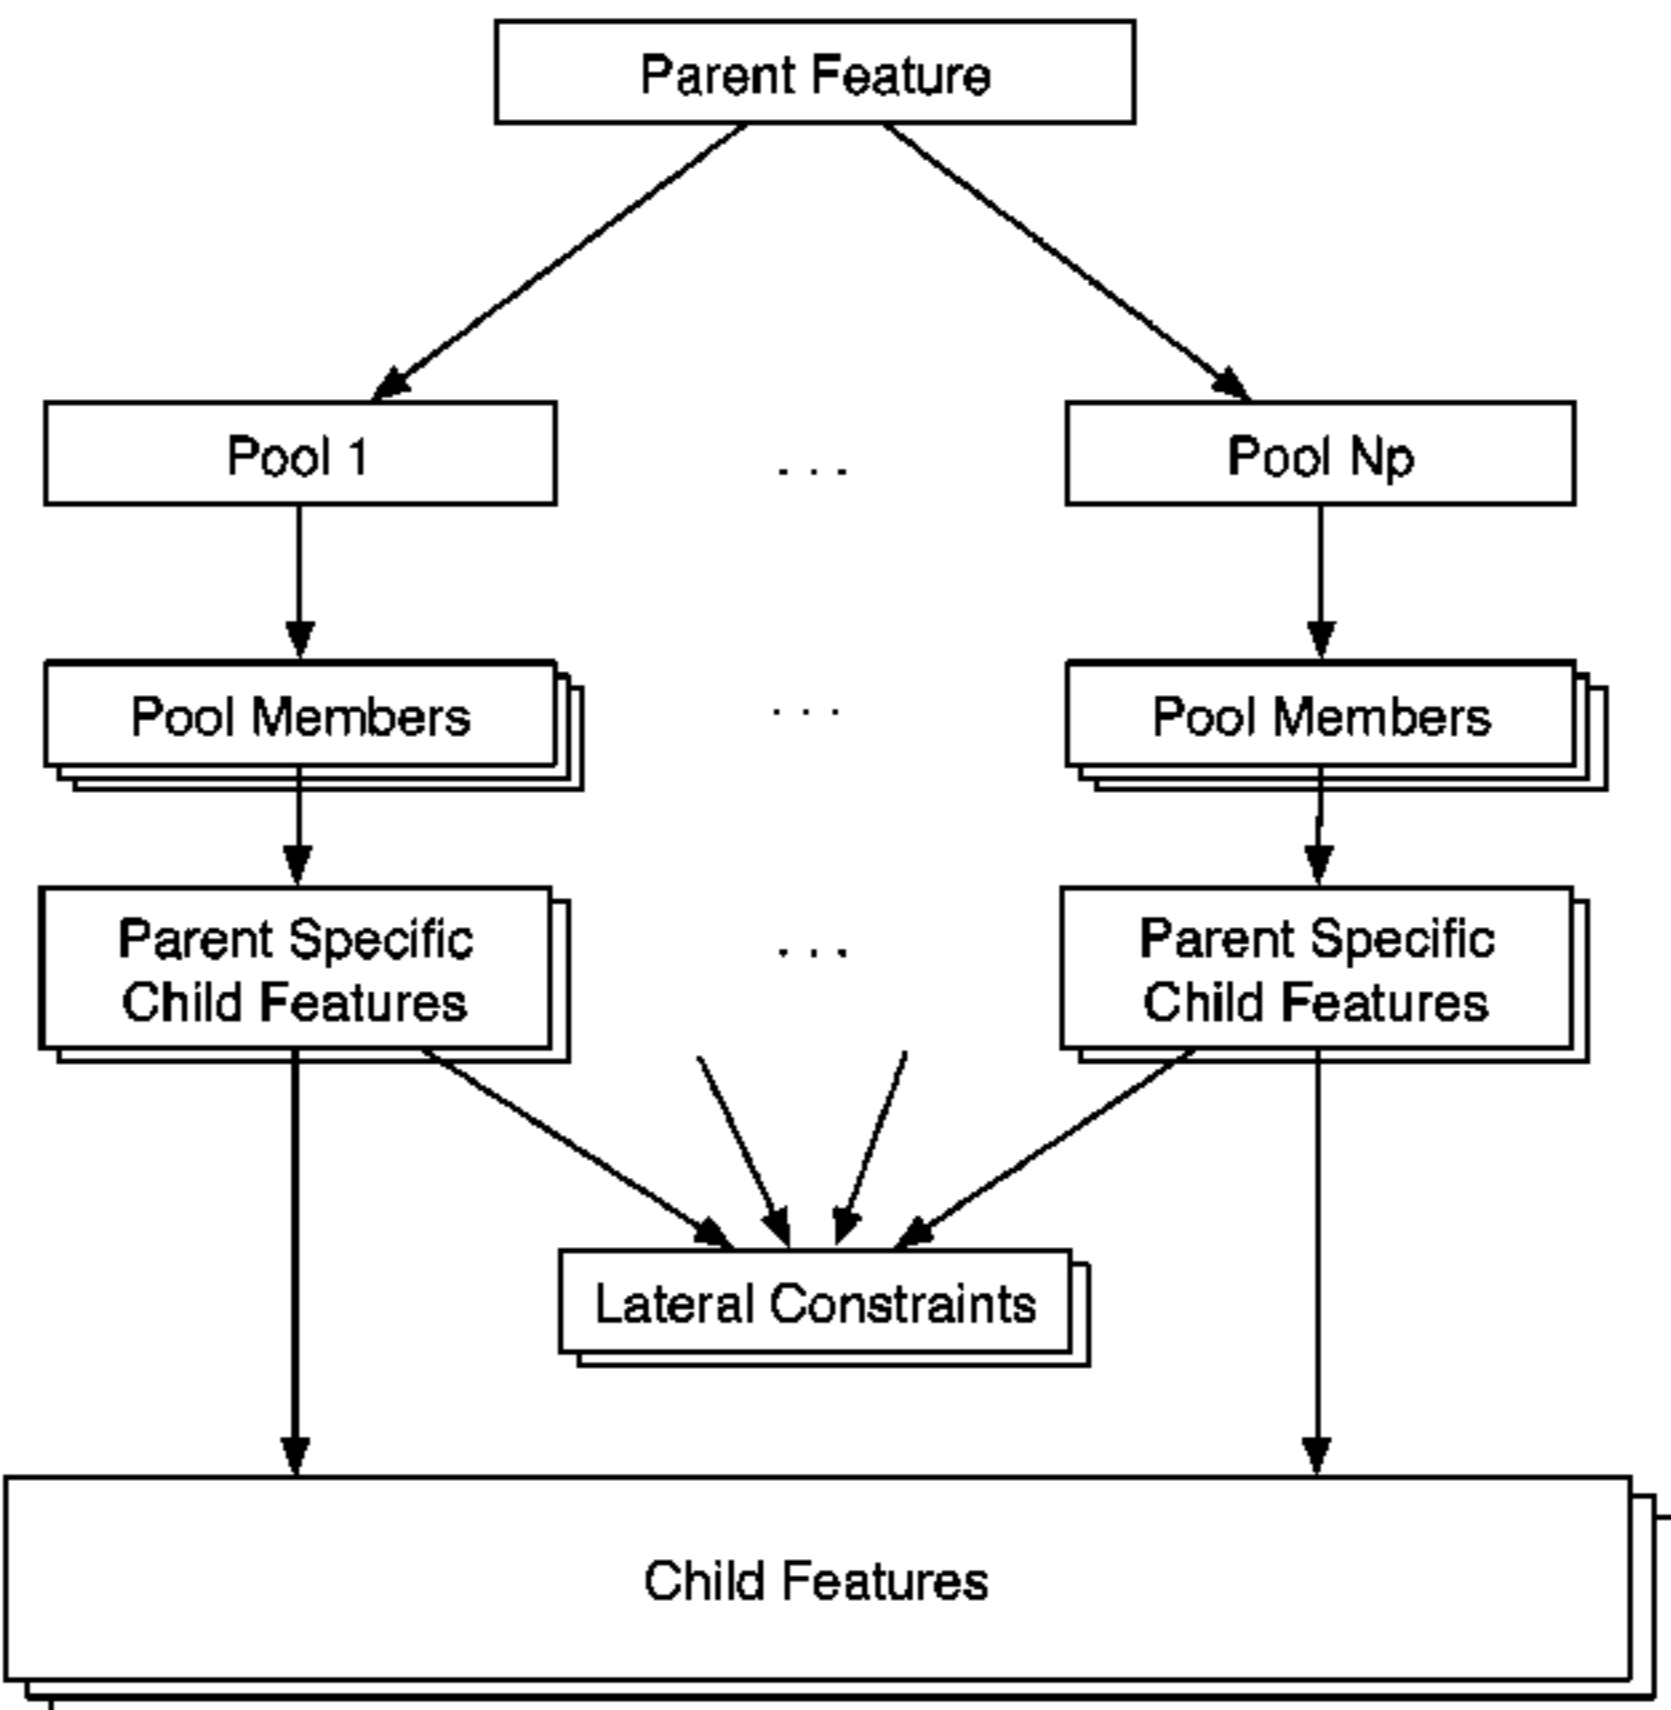 Parent Feature
Pool 1 . . . Pool Np
Pool Members . . . Pool Members
Parent Specific
Child Features
. . .
Parent Specific
Child Features
Lateral Constraints
Child Features